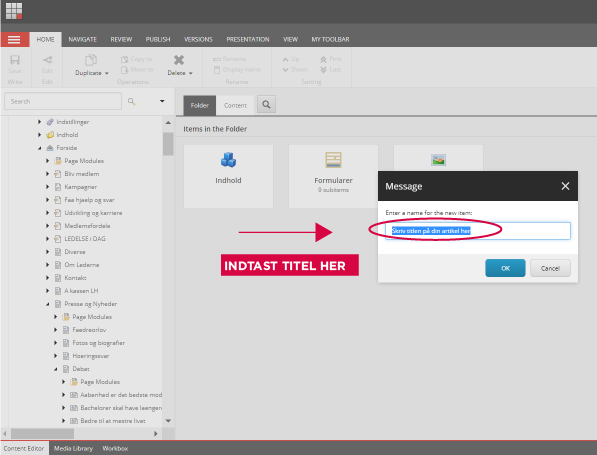 HOME NAVIGATE REVIEW PUBLISH VERSIONS PRESENTATION VIEW MY TOOLBAR
Save
Write
Edit
Edit
Duplicate
Copy to
Move to
Delete
Operations
Rename
Display name
Rename
Up
Down
First
Last
Sorting
Search
Indstillinger
Indhold
Forside
Page Modules
Bliv medlem
Kampagner
Faa hjaelp og svar
Udvikling og karriere
Medlemsfordele
LEDELSE I DAG
Diverse
Om Lederne
Kontakt
A kassen LH
Presse og Nyheder
Page Modules
Faedreorlov
Fotos og biografier
Hoeringssvar
Debat
Page Modules
Aabenhed er det bedste mod
Bachelorer skal have laenger
Bedre til at mestre livet
Folder Content
Items in the Folder
Indhold
Formularer
9 subitems
Message
Enter a name for the new item:
Skriv titlen på din artikel her
OK Cancel
INDTAST TITEL HER
Content Editor Media Library Workbox